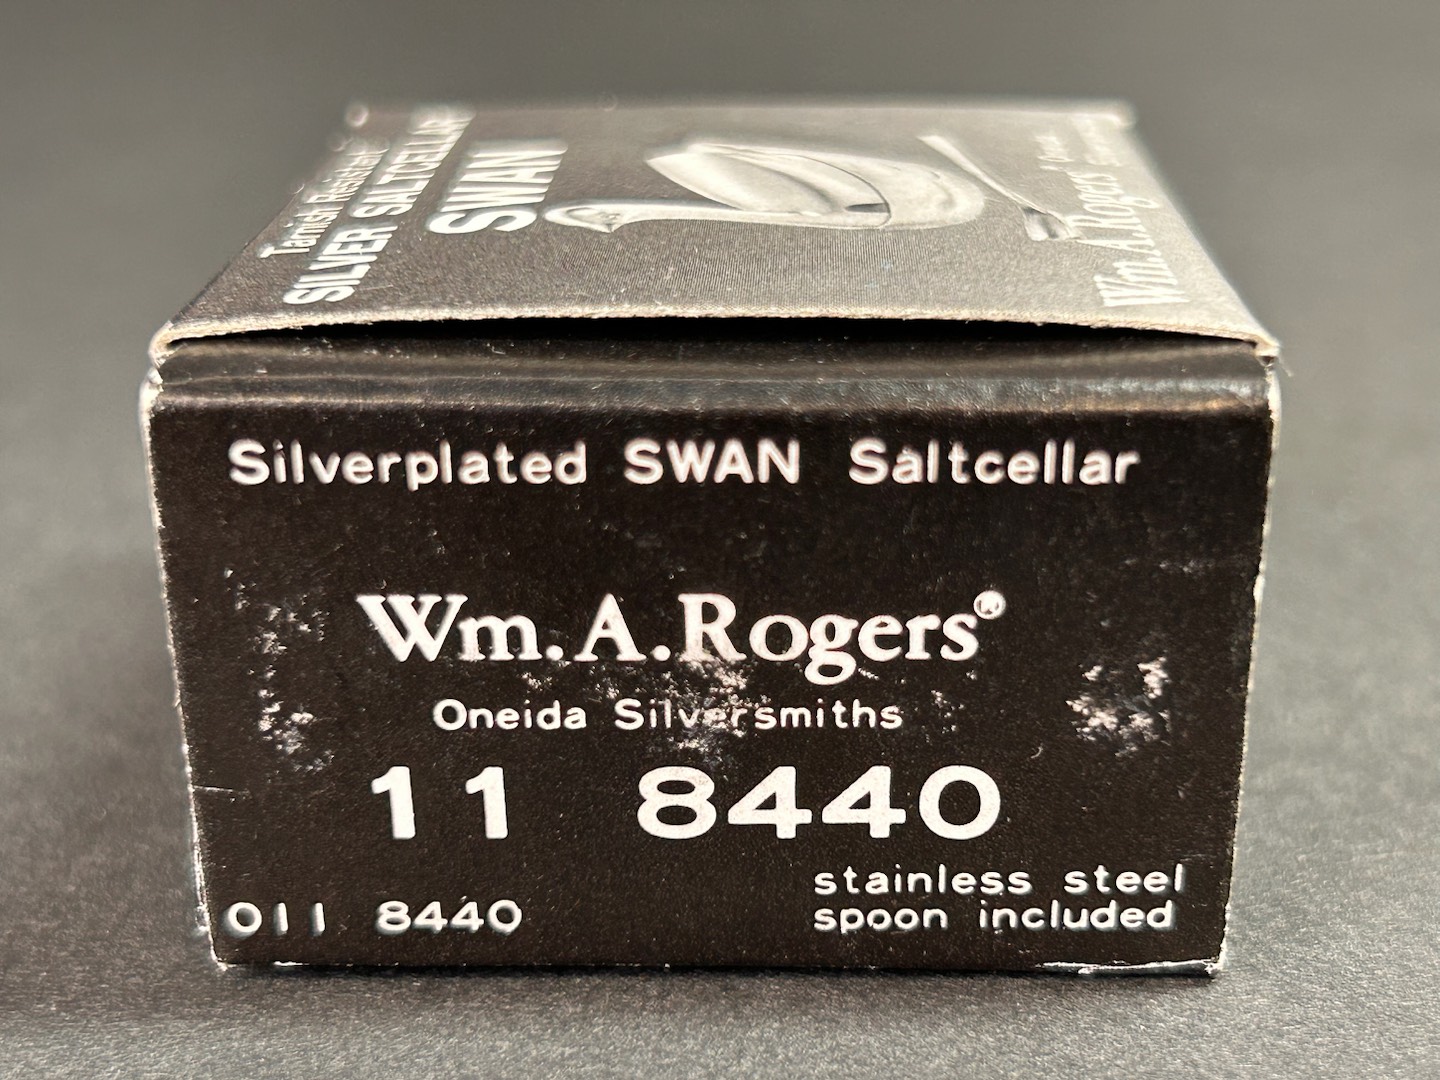 Tarnish Resistant
SILVER SALTCELLAR
SWAN
Wm. A. Rogers
Silverplated SWAN Saltcellar
Wm. A. Rogers®
Oneida Silversmiths
11 8440
011 8440
stainless steel
spoon included